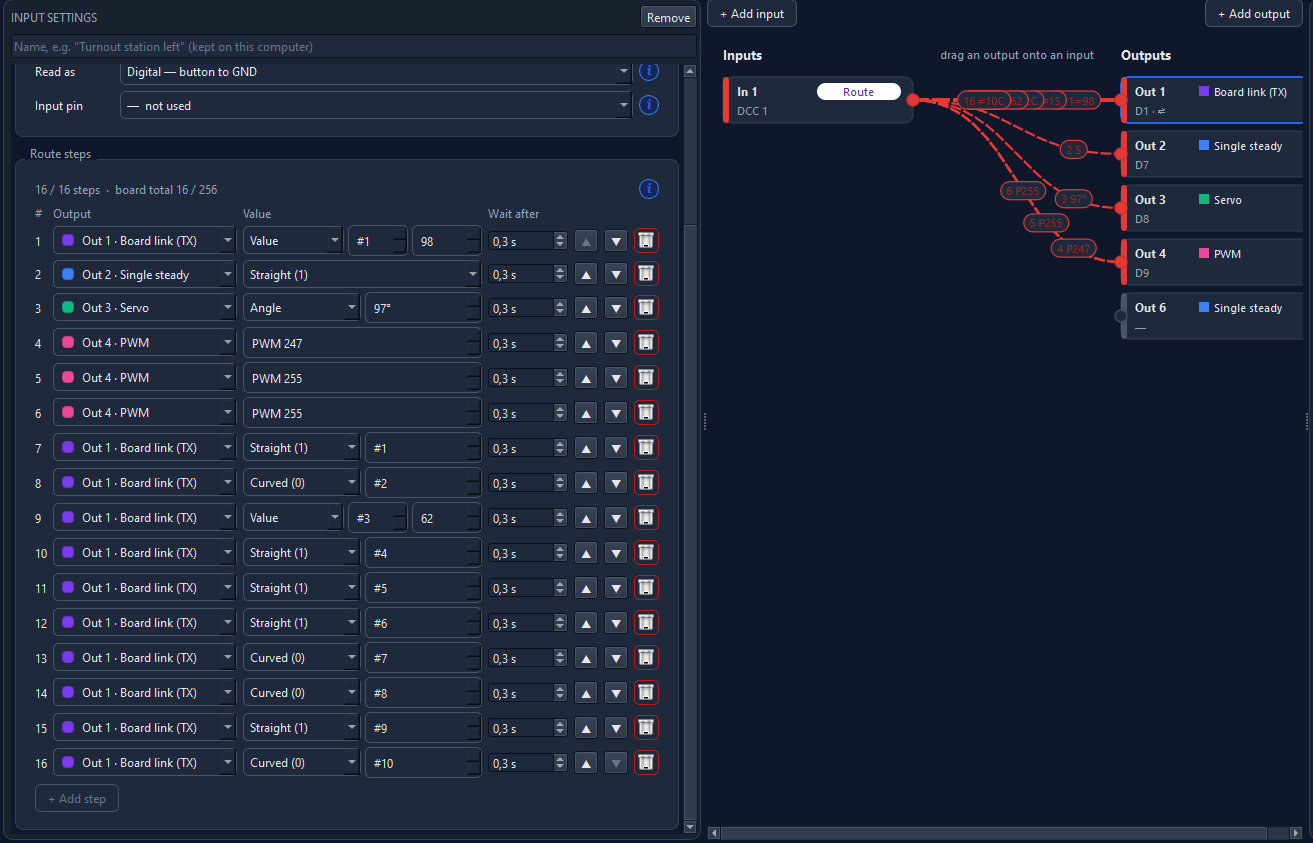 INPUT SETTINGS
Remove
Name, e.g. "Turnout station left" (kept on this computer)
Read as Digital — button to GND i
Input pin — not used i
Route steps
16 / 16 steps · board total 16 / 256 i
# Output Value Wait after
1 Out 1 · Board link (TX) Value #1 98 0,3 s
2 Out 2 · Single steady Straight (1) 0,3 s
3 Out 3 · Servo Angle 97° 0,3 s
4 Out 4 · PWM PWM 247 0,3 s
5 Out 4 · PWM PWM 255 0,3 s
6 Out 4 · PWM PWM 255 0,3 s
7 Out 1 · Board link (TX) Straight (1) #1 0,3 s
8 Out 1 · Board link (TX) Curved (0) #2 0,3 s
9 Out 1 · Board link (TX) Value #3 62 0,3 s
10 Out 1 · Board link (TX) Straight (1) #4 0,3 s
11 Out 1 · Board link (TX) Straight (1) #5 0,3 s
12 Out 1 · Board link (TX) Straight (1) #6 0,3 s
13 Out 1 · Board link (TX) Curved (0) #7 0,3 s
14 Out 1 · Board link (TX) Curved (0) #8 0,3 s
15 Out 1 · Board link (TX) Straight (1) #9 0,3 s
16 Out 1 · Board link (TX) Curved (0) #10 0,3 s
+ Add step
+ Add input
+ Add output
Inputs
drag an output onto an input
Outputs
In 1 Route
DCC 1
16 ⇄10C 62 C =15 1=98
2 S
6 P255
3 97°
5 P255
4 P247
Out 1 Board link (TX)
D1 · ⇄
Out 2 Single steady
D7
Out 3 Servo
D8
Out 4 PWM
D9
Out 6 Single steady
—